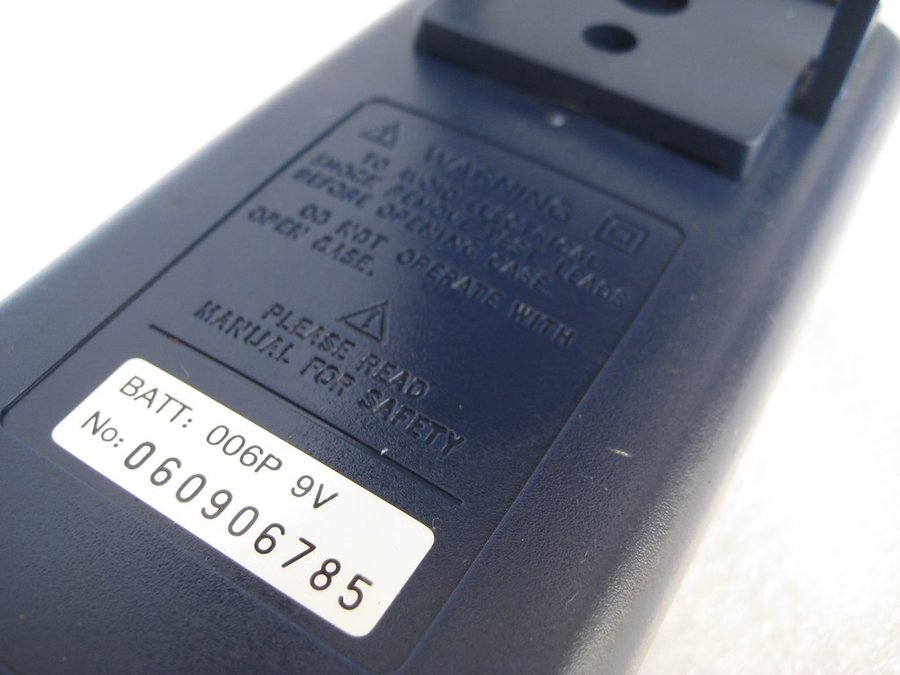 WARNING
TO AVOID ELECTRICAL
SHOCK, REMOVE TEST LEADS
BEFORE OPENING CASE.
DO NOT OPERATE WITH
OPEN CASE.
PLEASE READ
MANUAL FOR SAFETY
BATT: 006P 9V
No: 060906785